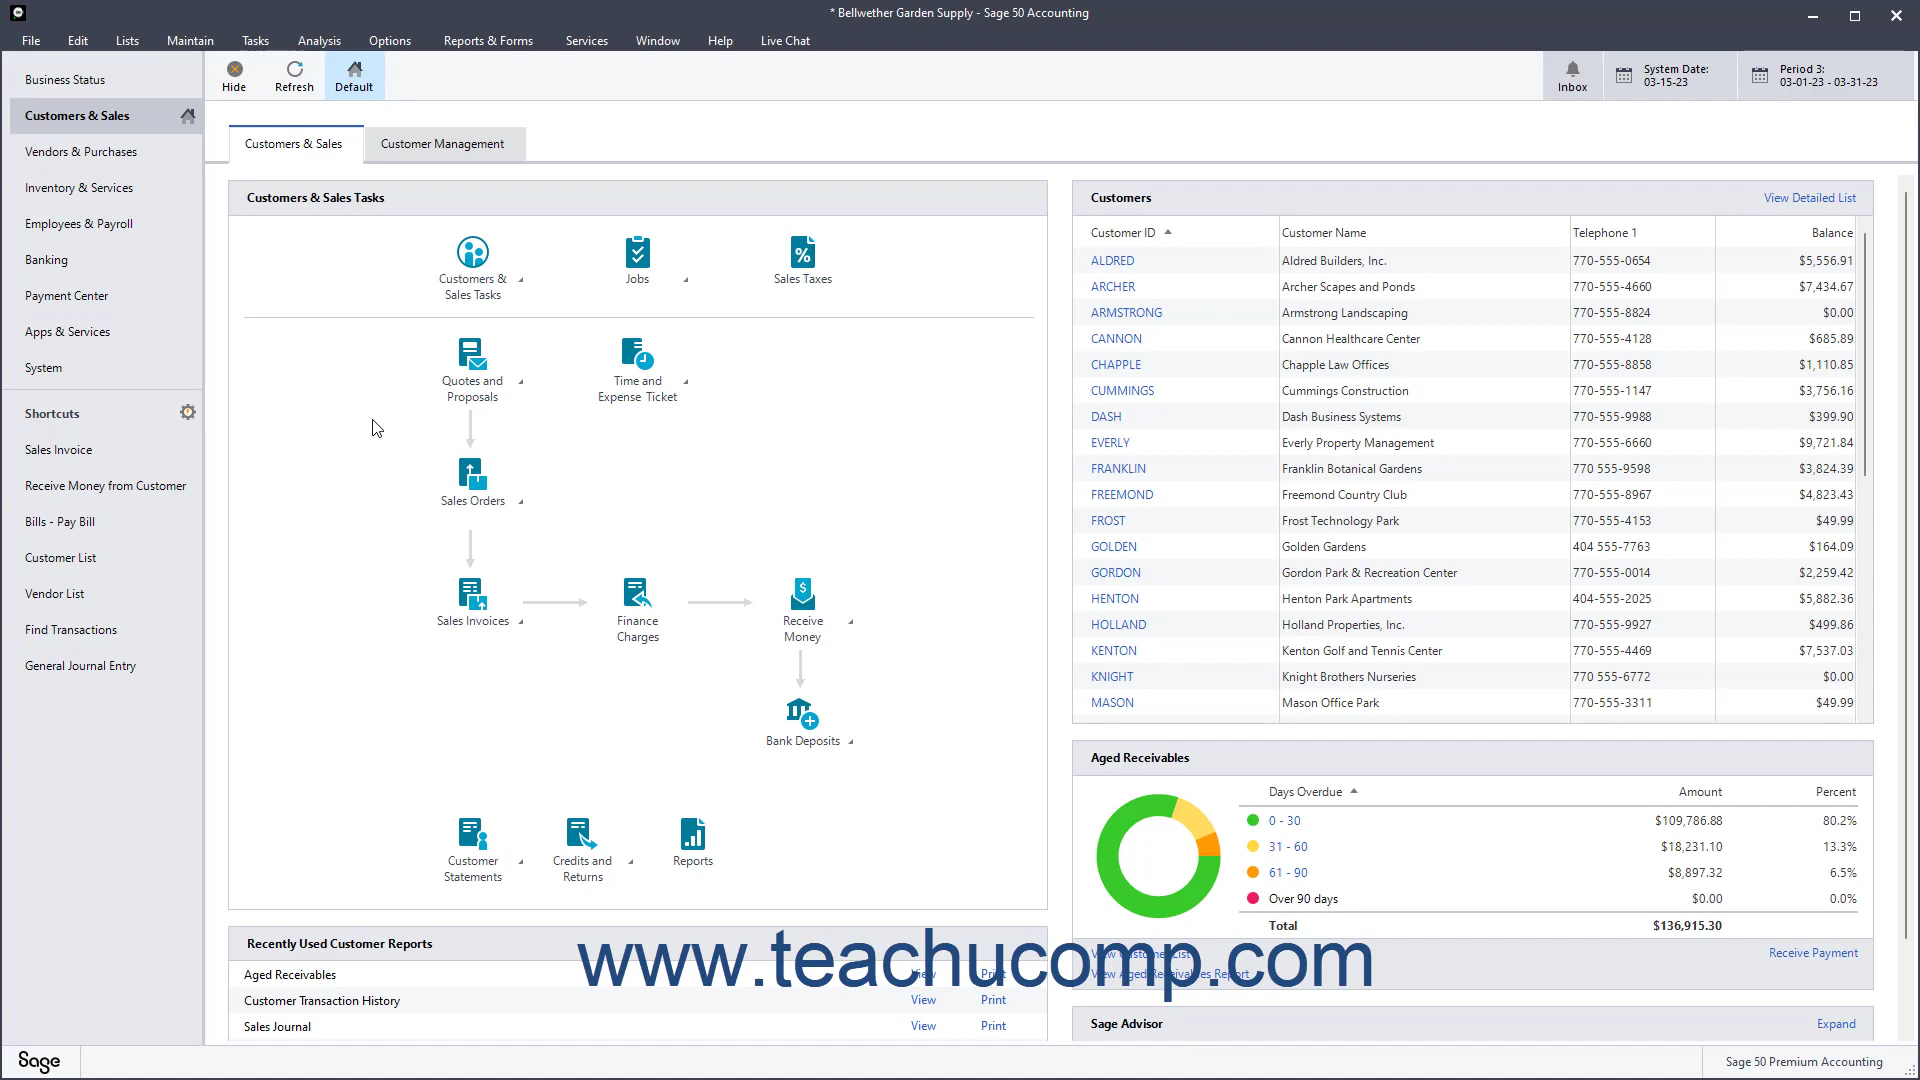 * Bellwether Garden Supply - Sage 50 Accounting
File Edit Lists Maintain Tasks Analysis Options Reports & Forms Services Window Help Live Chat
Business Status
Customers & Sales
Vendors & Purchases
Inventory & Services
Employees & Payroll
Banking
Payment Center
Apps & Services
System
Shortcuts
Sales Invoice
Receive Money from Customer
Bills - Pay Bill
Customer List
Vendor List
Find Transactions
General Journal Entry
Hide Refresh Default
Inbox
System Date:
03-15-23
Period 3:
03-01-23 - 03-31-23
Customers & Sales Customer Management
Customers & Sales Tasks
Customers &
Sales Tasks
Jobs
Sales Taxes
Quotes and
Proposals
Time and
Expense Ticket
Sales Orders
Sales Invoices
Finance
Charges
Receive
Money
Bank Deposits
Customer
Statements
Credits and
Returns
Reports
Recently Used Customer Reports
Aged Receivables View Print
Customer Transaction History View Print
Sales Journal View Print
Customers View Detailed List
Customer ID Customer Name Telephone 1 Balance
ALDRED Aldred Builders, Inc. 770-555-0654 $5,556.91
ARCHER Archer Scapes and Ponds 770-555-4660 $7,434.67
ARMSTRONG Armstrong Landscaping 770-555-8824 $0.00
CANNON Cannon Healthcare Center 770-555-4128 $685.89
CHAPPLE Chapple Law Offices 770-555-8858 $1,110.85
CUMMINGS Cummings Construction 770-555-1147 $3,756.16
DASH Dash Business Systems 770-555-9988 $399.90
EVERLY Everly Property Management 770-555-6660 $9,721.84
FRANKLIN Franklin Botanical Gardens 770 555-9598 $3,824.39
FREEMOND Freemond Country Club 770-555-8967 $4,823.43
FROST Frost Technology Park 770-555-4153 $49.99
GOLDEN Golden Gardens 404 555-7763 $164.09
GORDON Gordon Park & Recreation Center 770-555-0014 $2,259.42
HENTON Henton Park Apartments 404-555-2025 $5,882.36
HOLLAND Holland Properties, Inc. 770-555-9927 $499.86
KENTON Kenton Golf and Tennis Center 770-555-4469 $7,537.03
KNIGHT Knight Brothers Nurseries 770 555-6772 $0.00
MASON Mason Office Park 770-555-3311 $49.99
Aged Receivables
Days Overdue Amount Percent
0 - 30 $109,786.88 80.2%
31 - 60 $18,231.10 13.3%
61 - 90 $8,897.32 6.5%
Over 90 days $0.00 0.0%
Total $136,915.30
View Customer List Receive Payment
View Aged Receivables Report
Sage Advisor Expand
www.teachucomp.com
Sage
Sage 50 Premium Accounting